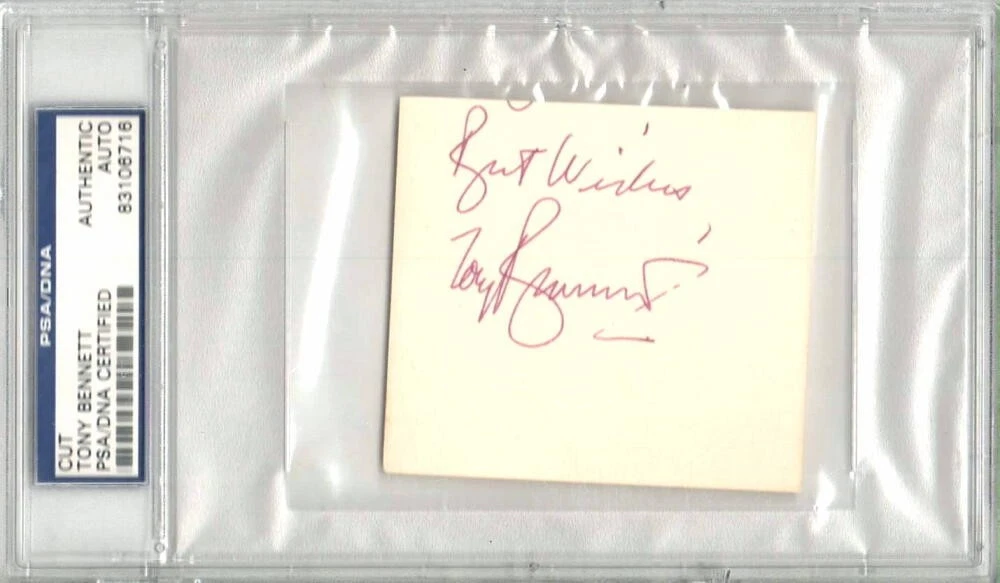 PSA/DNA
CUT
TONY BENNETT
PSA/DNA CERTIFIED
AUTHENTIC
AUTO
83106716
Best Wishes
Tony Bennett